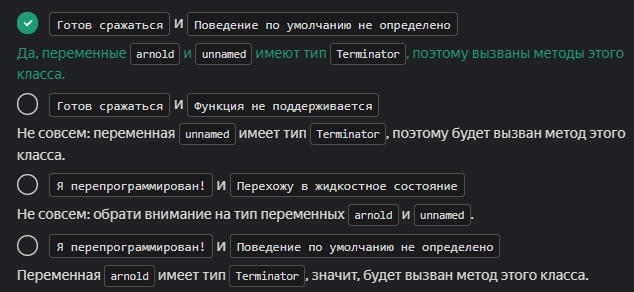 Готов сражаться и Поведение по умолчанию не определено
Да, переменные arnold и unnamed имеют тип Terminator, поэтому вызваны методы этого
класса.
Готов сражаться и Функция не поддерживается
Не совсем: переменная unnamed имеет тип Terminator, поэтому будет вызван метод этого
класса.
Я перепрограммирован! и Перехожу в жидкостное состояние
Не совсем: обрати внимание на тип переменных arnold и unnamed.
Я перепрограммирован! и Поведение по умолчанию не определено
Переменная arnold имеет тип Terminator, значит, будет вызван метод этого класса.